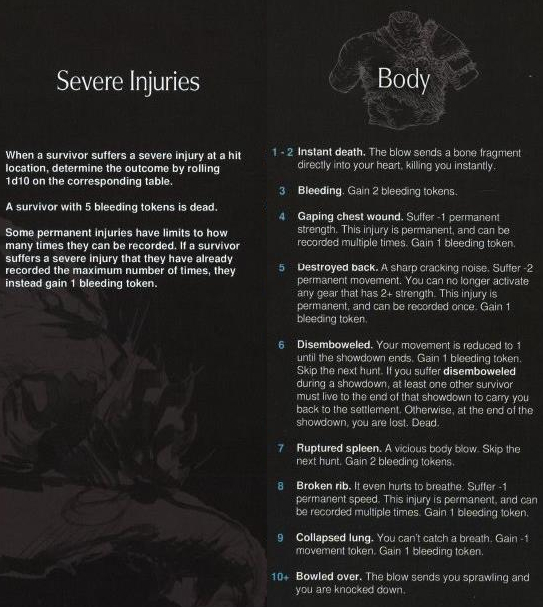 Severe Injuries
When a survivor suffers a severe injury at a hit
location, determine the outcome by rolling
1d10 on the corresponding table.
A survivor with 5 bleeding tokens is dead.
Some permanent injuries have limits to how
many times they can be recorded. If a survivor
suffers a severe injury that they have already
recorded the maximum number of times, they
instead gain 1 bleeding token.
Body
1 - 2 Instant death. The blow sends a bone fragment
directly into your heart, killing you instantly.
3 Bleeding. Gain 2 bleeding tokens.
4 Gaping chest wound. Suffer -1 permanent
strength. This injury is permanent, and can be
recorded multiple times. Gain 1 bleeding token.
5 Destroyed back. A sharp cracking noise. Suffer -2
permanent movement. You can no longer activate
any gear that has 2+ strength. This injury is
permanent, and can be recorded once. Gain 1
bleeding token.
6 Disemboweled. Your movement is reduced to 1
until the showdown ends. Gain 1 bleeding token.
Skip the next hunt. If you suffer disemboweled
during a showdown, at least one other survivor
must live to the end of that showdown to carry you
back to the settlement. Otherwise, at the end of the
showdown, you are lost. Dead.
7 Ruptured spleen. A vicious body blow. Skip the
next hunt. Gain 2 bleeding tokens.
8 Broken rib. It even hurts to breathe. Suffer -1
permanent speed. This injury is permanent, and can
be recorded multiple times. Gain 1 bleeding token.
9 Collapsed lung. You can't catch a breath. Gain -1
movement token. Gain 1 bleeding token.
10+ Bowled over. The blow sends you sprawling and
you are knocked down.